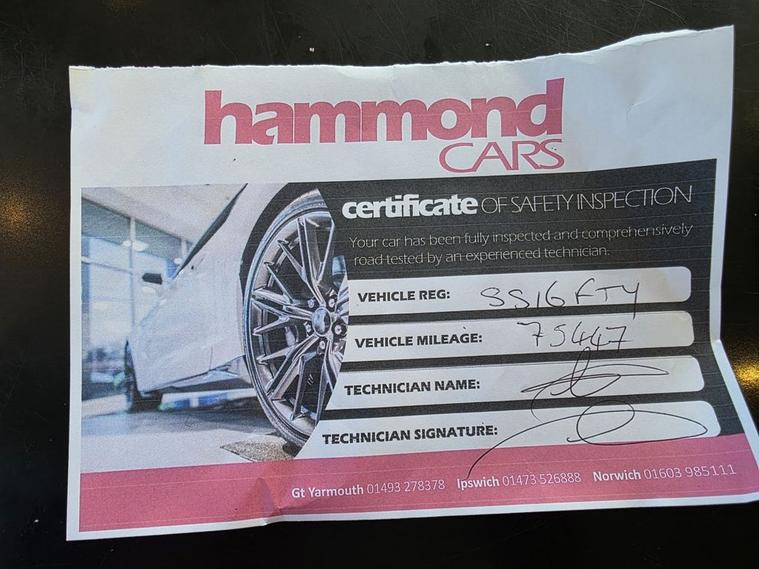 hammond
CARS
certificate OF SAFETY INSPECTION
Your car has been fully inspected and comprehensively
road tested by an experienced technician.
VEHICLE REG: SS16 FTY
VEHICLE MILEAGE: 75447
TECHNICIAN NAME:
TECHNICIAN SIGNATURE:
Gt Yarmouth 01493 278378 Ipswich 01473 526888 Norwich 01603 985111